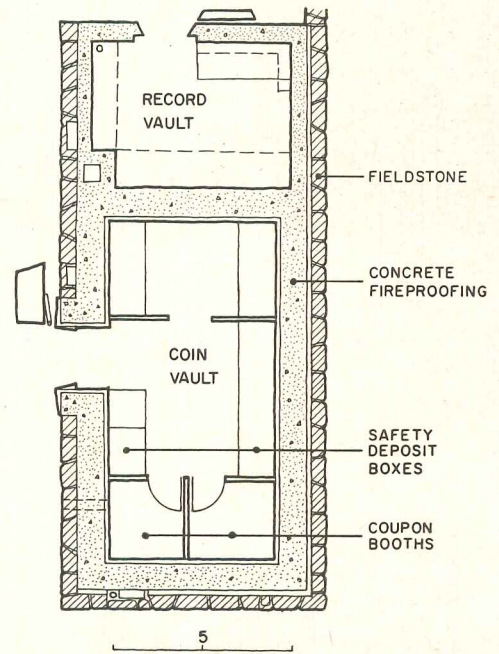 RECORD
VAULT
FIELDSTONE
CONCRETE
FIREPROOFING
COIN
VAULT
SAFETY
DEPOSIT
BOXES
COUPON
BOOTHS
5